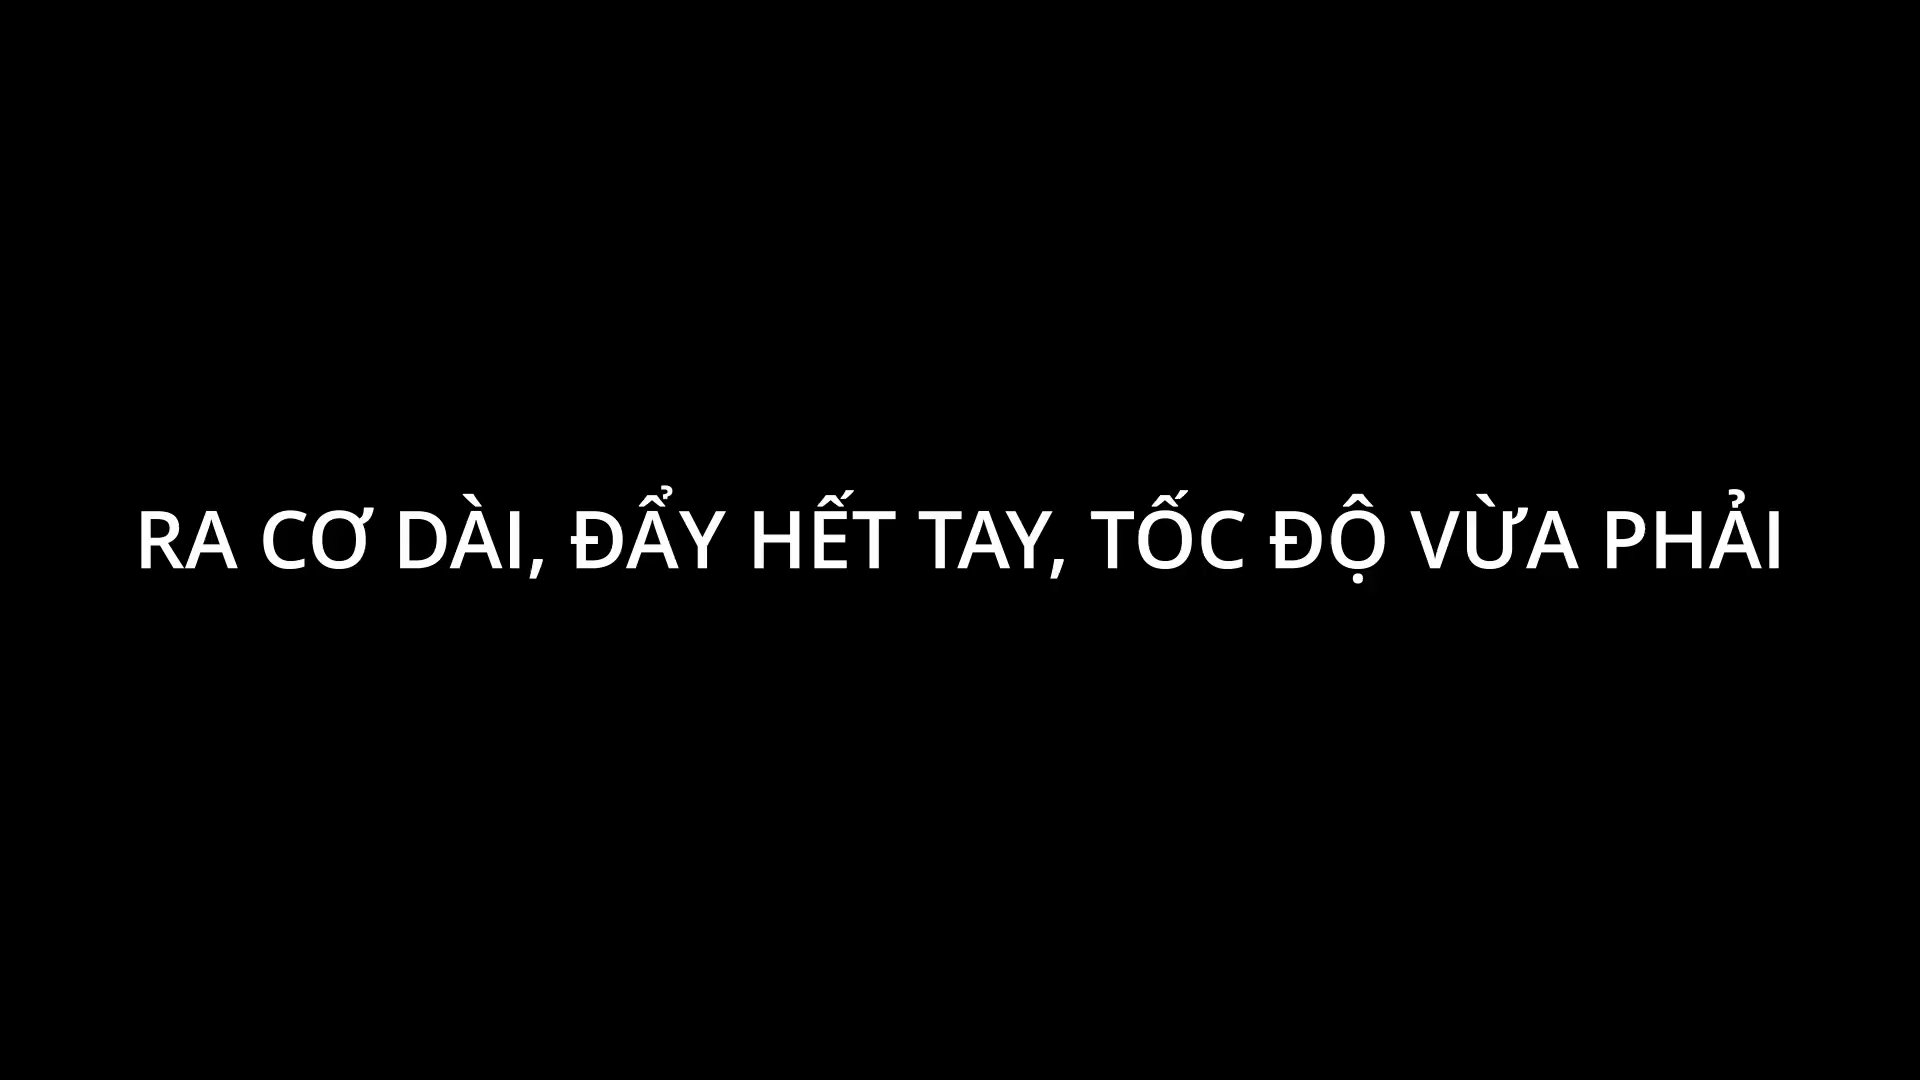 RA CƠ DÀI, ĐẨY HẾT TAY, TỐC ĐỘ VỪA PHẢI